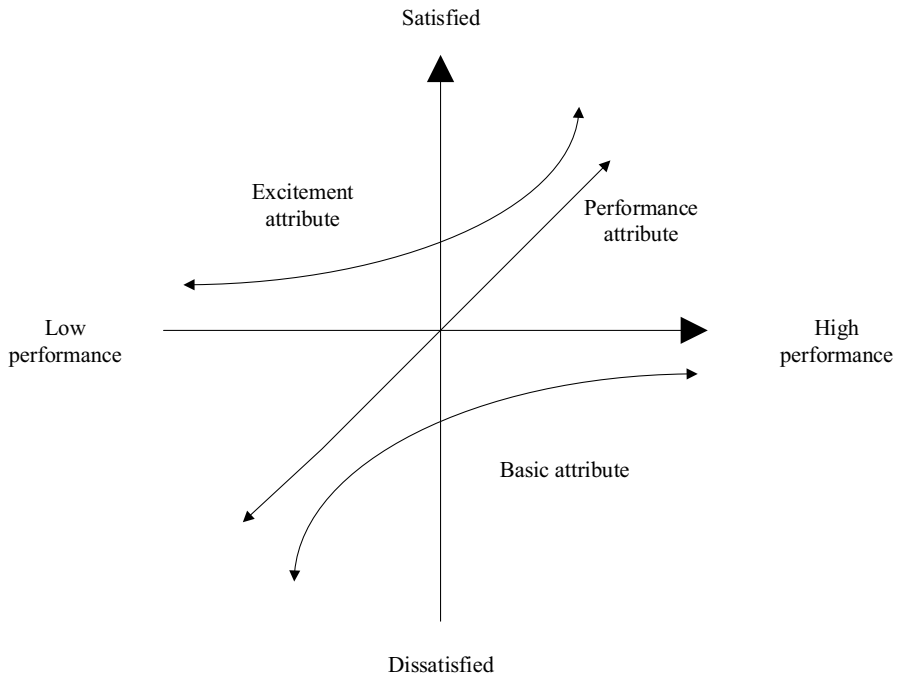 Satisfied
Excitement
attribute
Performance
attribute
Low
performance
High
performance
Basic attribute
Dissatisfied